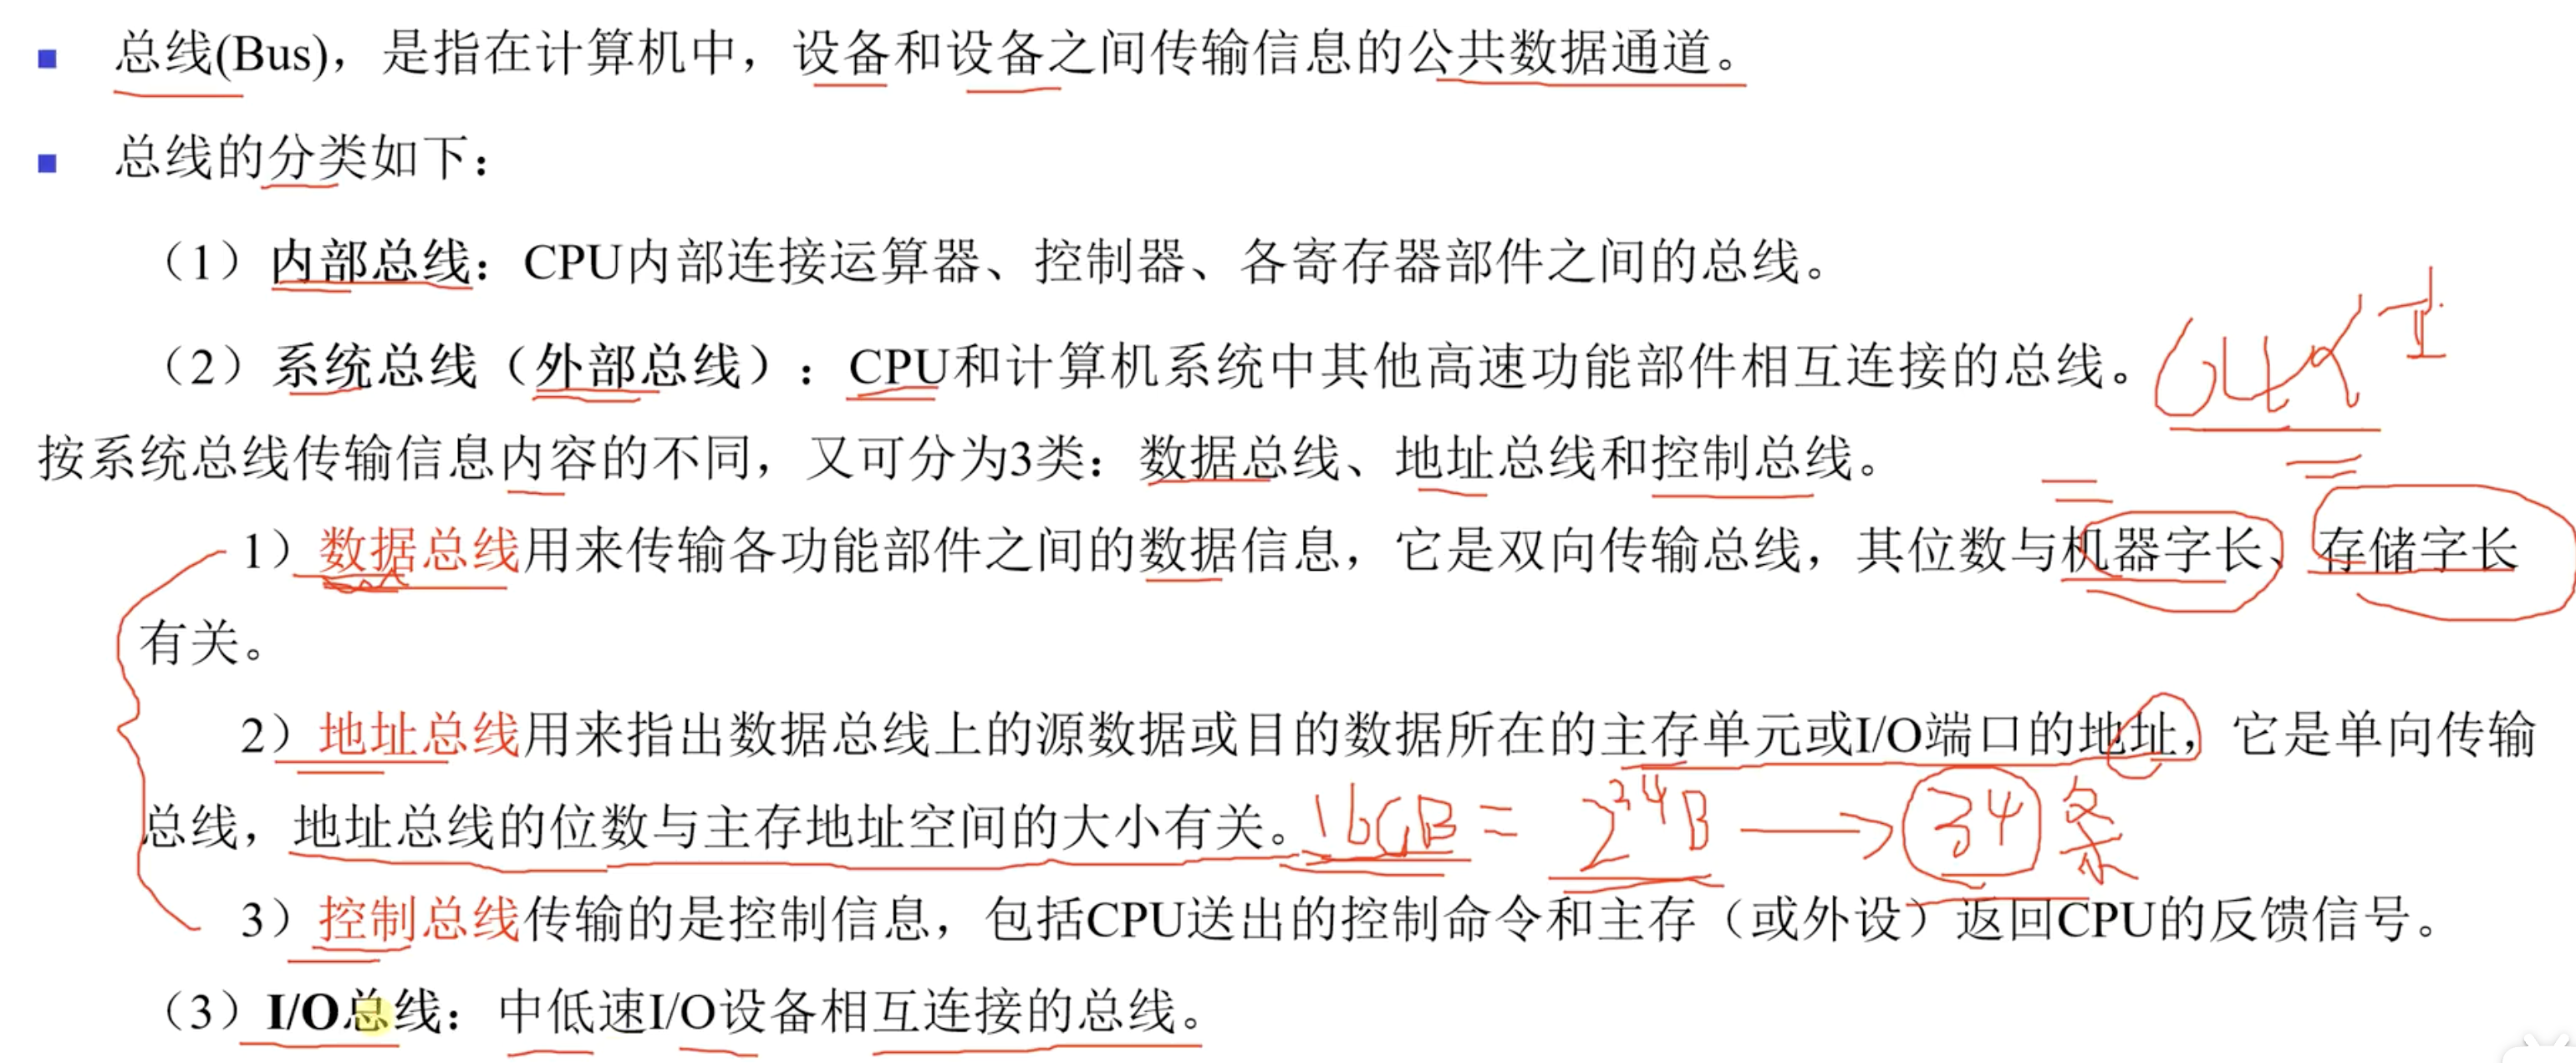 总线(Bus)，是指在计算机中，设备和设备之间传输信息的公共数据通道。
总线的分类如下：
（1）内部总线：CPU内部连接运算器、控制器、各寄存器部件之间的总线。
（2）系统总线（外部总线）：CPU和计算机系统中其他高速功能部件相互连接的总线。
64
按系统总线传输信息内容的不同，又可分为3类：数据总线、地址总线和控制总线。
1）数据总线用来传输各功能部件之间的数据信息，它是双向传输总线，其位数与机器字长、存储字长
有关。
2）地址总线用来指出数据总线上的源数据或目的数据所在的主存单元或I/O端口的地址，它是单向传输
总线，地址总线的位数与主存地址空间的大小有关。16GB = 2^34B → 34 条
3）控制总线传输的是控制信息，包括CPU送出的控制命令和主存（或外设）返回CPU的反馈信号。
（3）I/O总线：中低速I/O设备相互连接的总线。